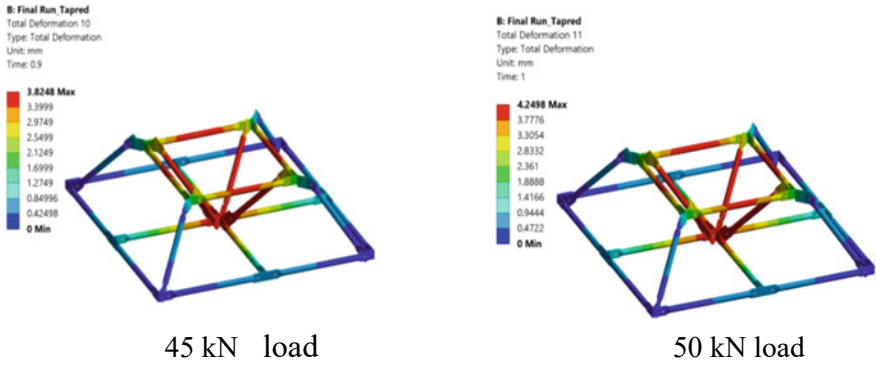 B: Final Run_Tapred
Total Deformation 10
Type: Total Deformation
Unit: mm
Time: 0.9
3.8248 Max
3.3999
2.9749
2.5499
2.1249
1.6999
1.2749
0.84996
0.42498
0 Min
45 kN load
B: Final Run_Tapred
Total Deformation 11
Type: Total Deformation
Unit: mm
Time: 1
4.2498 Max
3.7776
3.3054
2.8332
2.361
1.8888
1.4166
0.9444
0.4722
0 Min
50 kN load